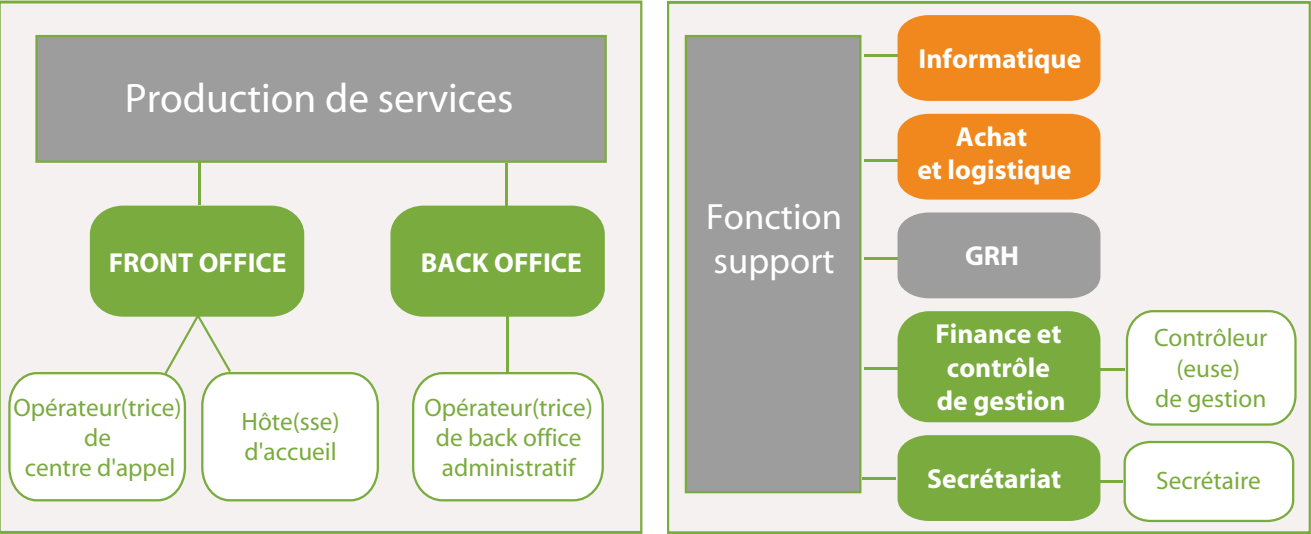 Production de services
FRONT OFFICE
BACK OFFICE
Opérateur(trice)
de
centre d'appel
Hôte(sse)
d'accueil
Opérateur(trice)
de back office
administratif
Fonction
support
Informatique
Achat
et logistique
GRH
Finance et
contrôle
de gestion
Contrôleur
(euse)
de gestion
Secrétariat
Secrétaire